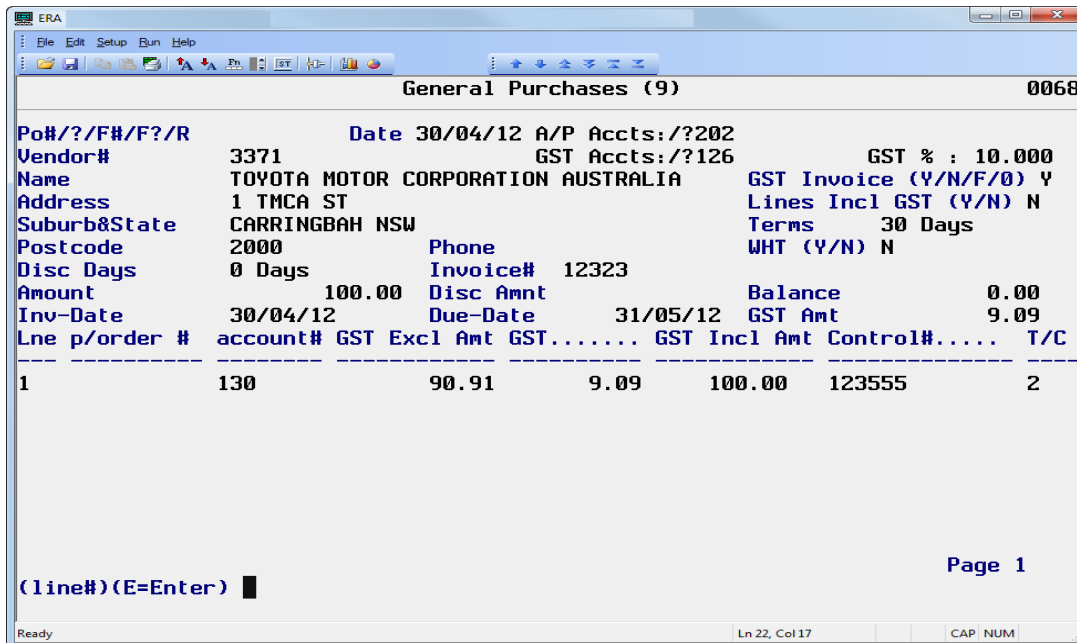 ERA
File Edit Setup Run Help
Fn ST
General Purchases (9) 0068
Po#/?/F#/F?/R Date 30/04/12 A/P Accts:/?202
Vendor# 3371 GST Accts:/?126 GST % : 10.000
Name TOYOTA MOTOR CORPORATION AUSTRALIA GST Invoice (Y/N/F/0) Y
Address 1 TMCA ST Lines Incl GST (Y/N) N
Suburb&State CARRINGBAH NSW Terms 30 Days
Postcode 2000 Phone WHT (Y/N) N
Disc Days 0 Days Invoice# 12323
Amount 100.00 Disc Amnt Balance 0.00
Inv-Date 30/04/12 Due-Date 31/05/12 GST Amt 9.09
Lne p/order # account# GST Excl Amt GST....... GST Incl Amt Control#..... T/C
--- ---------- -------- ------------ ---------- ------------ ------------- ----
1 130 90.91 9.09 100.00 123555 2
Page 1
(line#)(E=Enter)
Ready Ln 22, Col 17 CAP NUM